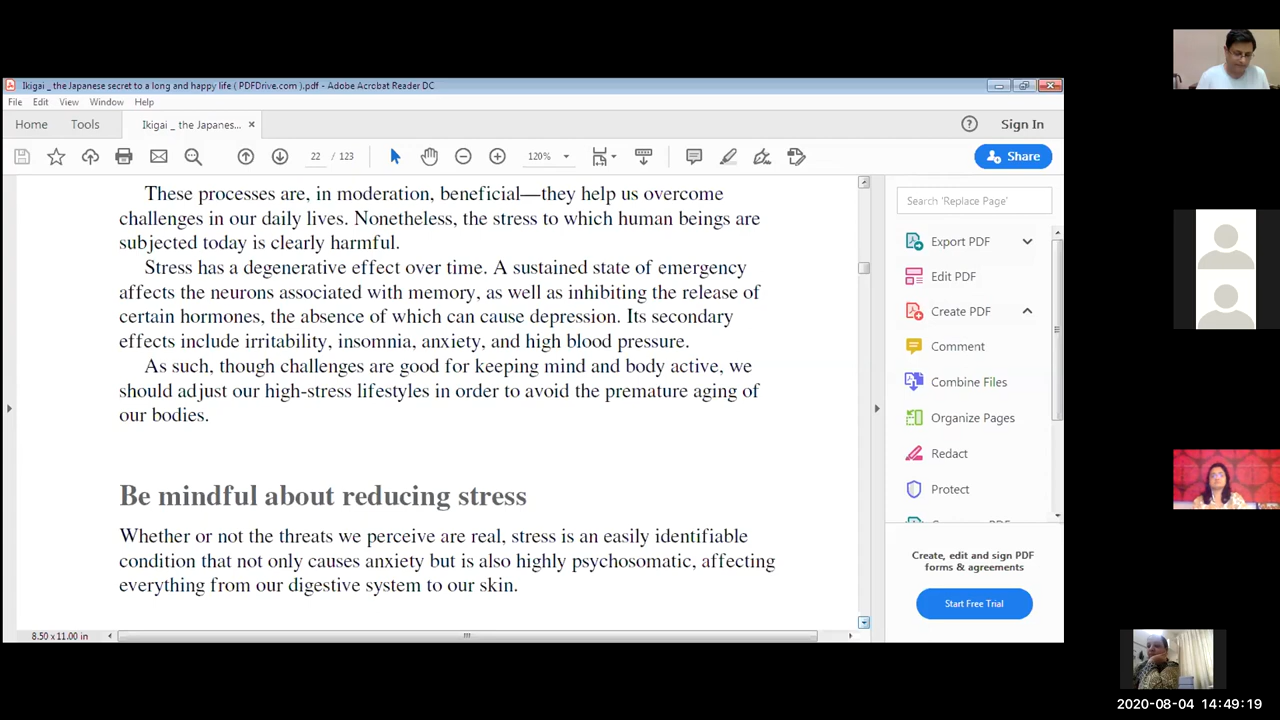 Ikigai _ the Japanese secret to a long and happy life ( PDFDrive.com ).pdf - Adobe Acrobat Reader DC
File Edit View Window Help
Home Tools Ikigai _ the Japanes... Sign In
22 / 123 120% Share
These processes are, in moderation, beneficial—they help us overcome
challenges in our daily lives. Nonetheless, the stress to which human beings are
subjected today is clearly harmful.
Stress has a degenerative effect over time. A sustained state of emergency
affects the neurons associated with memory, as well as inhibiting the release of
certain hormones, the absence of which can cause depression. Its secondary
effects include irritability, insomnia, anxiety, and high blood pressure.
As such, though challenges are good for keeping mind and body active, we
should adjust our high-stress lifestyles in order to avoid the premature aging of
our bodies.
Be mindful about reducing stress
Whether or not the threats we perceive are real, stress is an easily identifiable
condition that not only causes anxiety but is also highly psychosomatic, affecting
everything from our digestive system to our skin.
8.50 x 11.00 in
Search 'Replace Page'
Export PDF
Edit PDF
Create PDF
Comment
Combine Files
Organize Pages
Redact
Protect
Create, edit and sign PDF
forms & agreements
Start Free Trial
2020-08-04 14:49:19